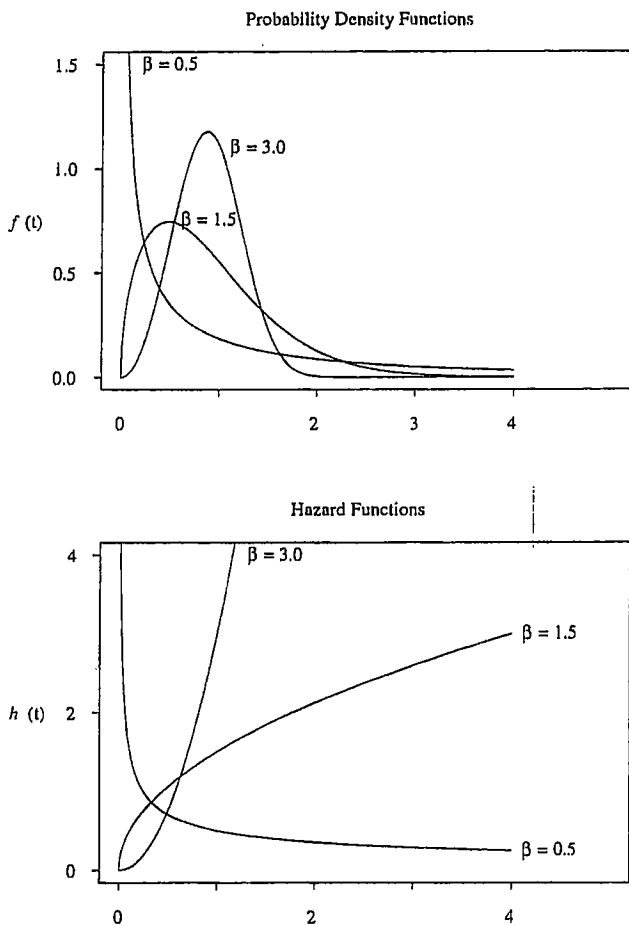 Probability Density Functions
1.5
β = 0.5
β = 3.0
1.0
β = 1.5
f (t)
0.5
0.0
0 2 3 4
Hazard Functions
4
β = 3.0
β = 1.5
h (t)
2
β = 0.5
0
0 2 4